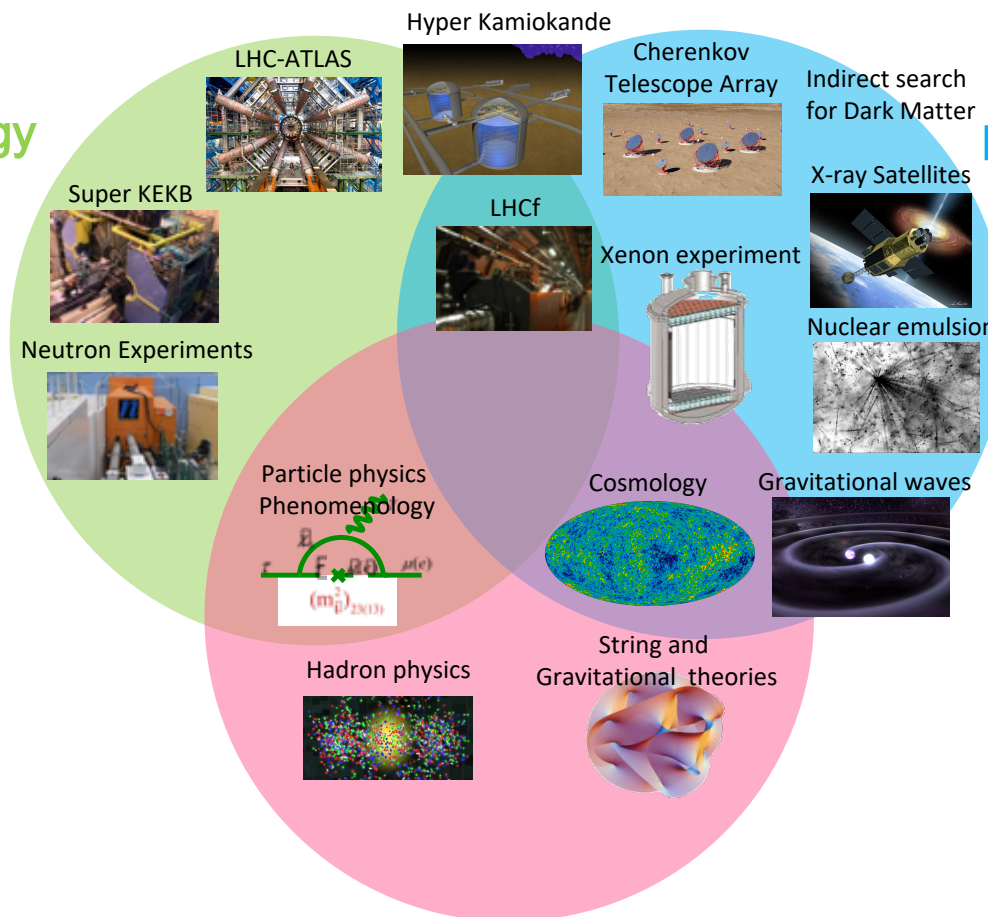 Hyper Kamiokande
LHC-ATLAS
Cherenkov
Telescope Array
Indirect search
for Dark Matter
gy
Super KEKB
X-ray Satellites
LHCf
Xenon experiment
Neutron Experiments
Nuclear emulsion
Particle physics
Phenomenology
Cosmology
Gravitational waves
μ(e)
String and
Gravitational theories
Hadron physics